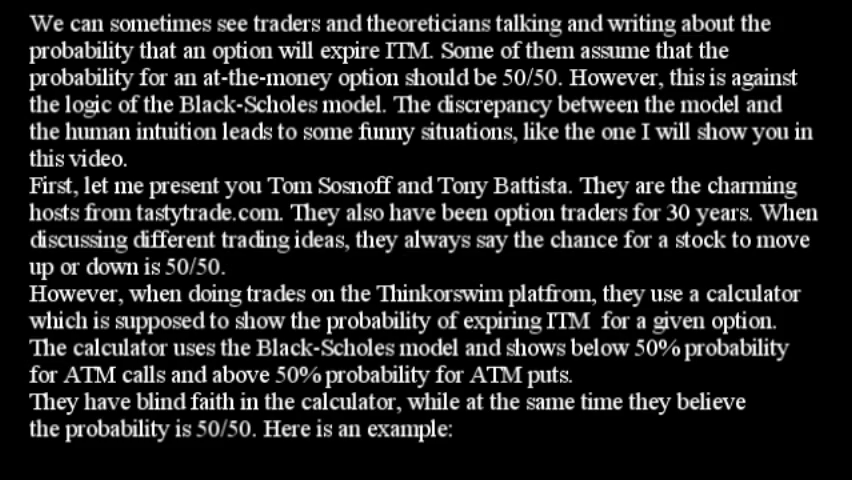 We can sometimes see traders and theoreticians talking and writing about the
probability that an option will expire ITM. Some of them assume that the
probability for an at-the-money option should be 50/50. However, this is against
the logic of the Black-Scholes model. The discrepancy between the model and
the human intuition leads to some funny situations, like the one I will show you in
this video.
First, let me present you Tom Sosnoff and Tony Battista. They are the charming
hosts from tastytrade.com. They also have been option traders for 30 years. When
discussing different trading ideas, they always say the chance for a stock to move
up or down is 50/50.
However, when doing trades on the Thinkorswim platfrom, they use a calculator
which is supposed to show the probability of expiring ITM for a given option.
The calculator uses the Black-Scholes model and shows below 50% probability
for ATM calls and above 50% probability for ATM puts.
They have blind faith in the calculator, while at the same time they believe
the probability is 50/50. Here is an example: